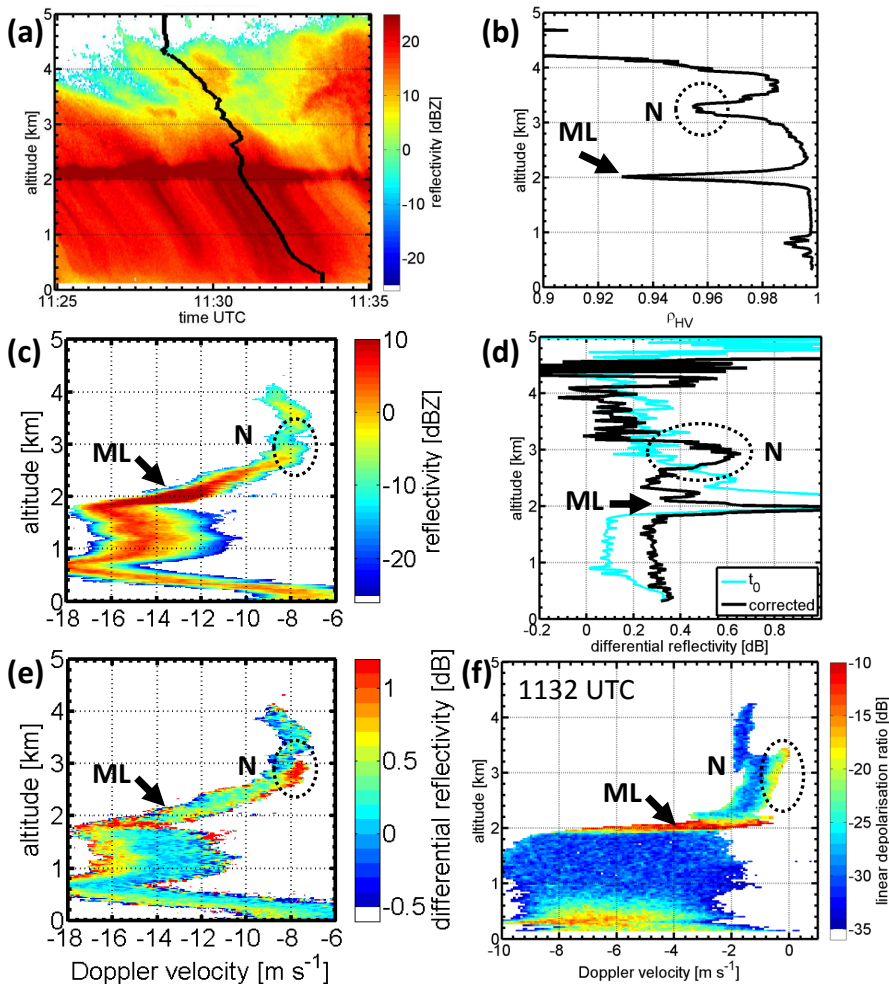 (a)
5
4
3
2
1
0
altitude [km]
11:25
11:30
11:35
time UTC
20
10
0
-10
-20
reflectivity [dBZ]
(b)
5
4
3
2
1
0
altitude [km]
N
ML
0.9
0.92
0.94
0.96
0.98
1
ρHV
(c)
5
4
3
2
1
0
altitude [km]
N
ML
-18
-16
-14
-12
-10
-8
-6
10
0
-10
-20
reflectivity [dBZ]
(d)
5
4
3
2
1
0
altitude [km]
N
ML
t0
corrected
-0.2
0
0.2
0.4
0.6
0.8
differential reflectivity [dB]
(e)
5
4
3
2
1
0
altitude [km]
N
ML
-18
-16
-14
-12
-10
-8
-6
Doppler velocity [m s-1]
1
0.5
0
-0.5
differential reflectivity [dB]
(f)
1132 UTC
5
4
3
2
1
0
altitude [km]
N
ML
-10
-8
-6
-4
-2
0
Doppler velocity [m s-1]
-10
-15
-20
-25
-30
-35
linear depolarisation ratio [dB]